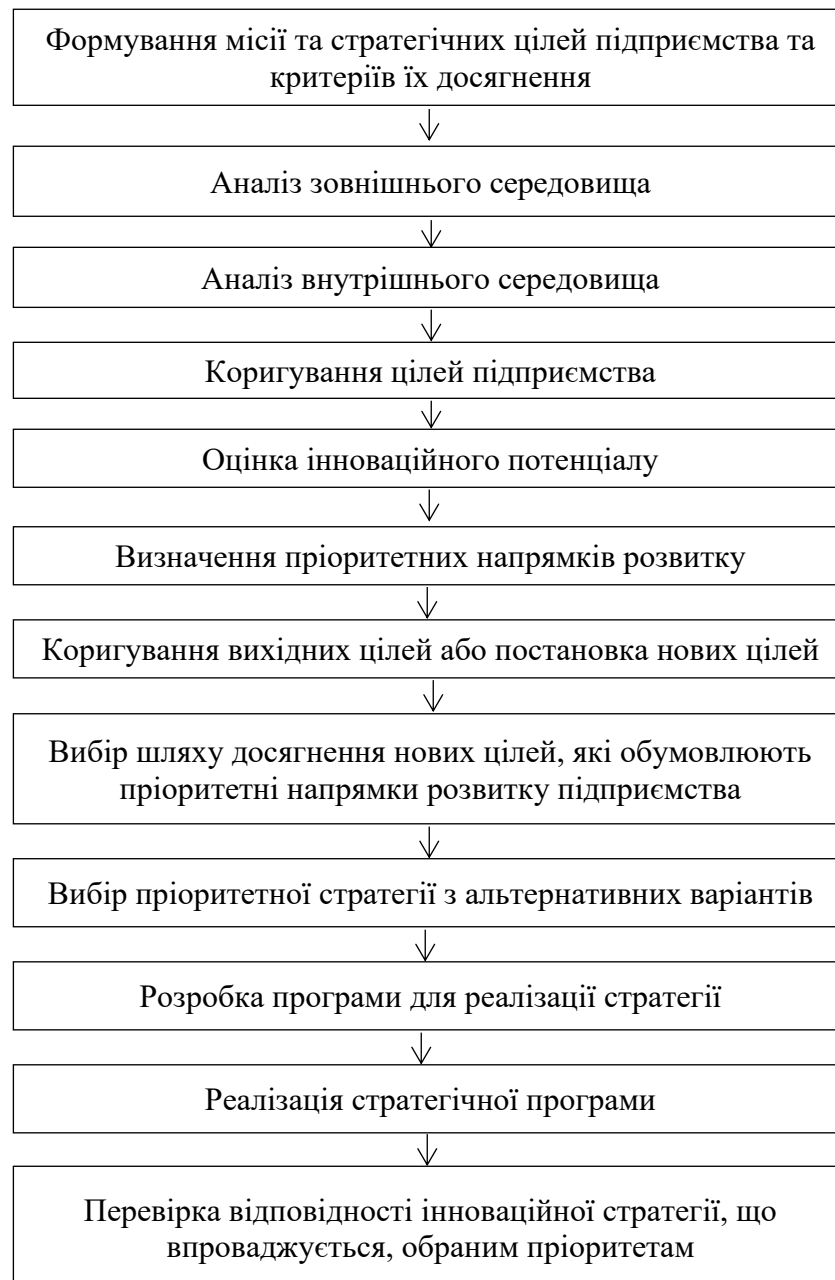 Формування місії та стратегічних цілей підприємства та
критеріїв їх досягнення
Аналіз зовнішнього середовища
Аналіз внутрішнього середовища
Коригування цілей підприємства
Оцінка інноваційного потенціалу
Визначення пріоритетних напрямків розвитку
Коригування вихідних цілей або постановка нових цілей
Вибір шляху досягнення нових цілей, які обумовлюють
пріоритетні напрямки розвитку підприємства
Вибір пріоритетної стратегії з альтернативних варіантів
Розробка програми для реалізації стратегії
Реалізація стратегічної програми
Перевірка відповідності інноваційної стратегії, що
впроваджується, обраним пріоритетам